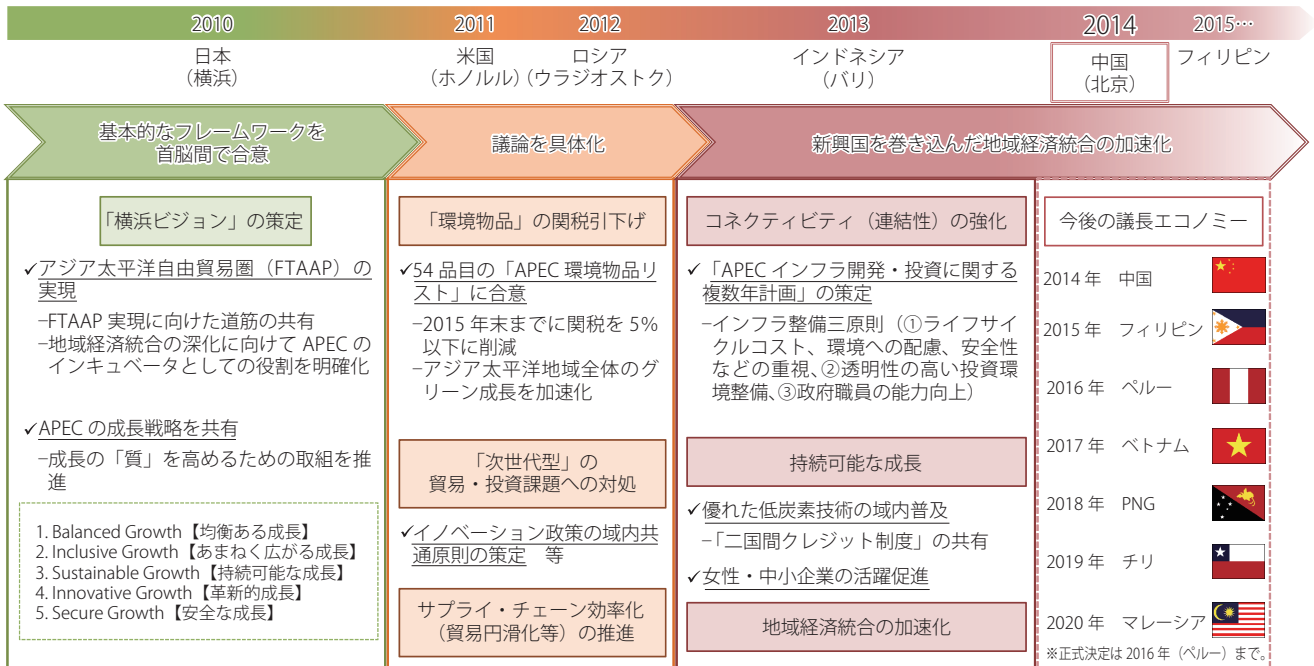 2010
2011
2012
2013
2014
2015…
日本
(横浜)
米国
(ホノルル)
ロシア
(ウラジオストク)
インドネシア
(バリ)
中国
(北京)
フィリピン
基本的なフレームワークを
首脳間で合意
議論を具体化
新興国を巻き込んだ地域経済統合の加速化
「横浜ビジョン」の策定
✓アジア太平洋自由貿易圏(FTAAP)の
実現
−FTAAP 実現に向けた道筋の共有
−地域経済統合の深化に向けて APEC の
インキュベータとしての役割を明確化
✓APEC の成長戦略を共有
−成長の「質」を高めるための取組を推
進
1. Balanced Growth【均衡ある成長】
2. Inclusive Growth【あまねく広がる成長】
3. Sustainable Growth【持続可能な成長】
4. Innovative Growth【革新的成長】
5. Secure Growth【安全な成長】
「環境物品」の関税引下げ
✓54 品目の「APEC 環境物品リ
スト」に合意
−2015 年末までに関税を 5%
以下に削減
−アジア太平洋地域全体のグ
リーン成長を加速化
「次世代型」の
貿易・投資課題への対処
✓イノベーション政策の域内共
通原則の策定 等
サプライ・チェーン効率化
(貿易円滑化等)の推進
コネクティビティ(連結性)の強化
✓「APEC インフラ開発・投資に関する
複数年計画」の策定
−インフラ整備三原則(①ライフサイ
クルコスト、環境への配慮、安全性
などの重視、②透明性の高い投資環
境整備、③政府職員の能力向上)
持続可能な成長
✓優れた低炭素技術の域内普及
−「二国間クレジット制度」の共有
✓女性・中小企業の活躍促進
地域経済統合の加速化
今後の議長エコノミー
2014 年 中国
2015 年 フィリピン
2016 年 ペルー
2017 年 ベトナム
2018 年 PNG
2019 年 チリ
2020 年 マレーシア
※正式決定は 2016 年(ペルー)まで。